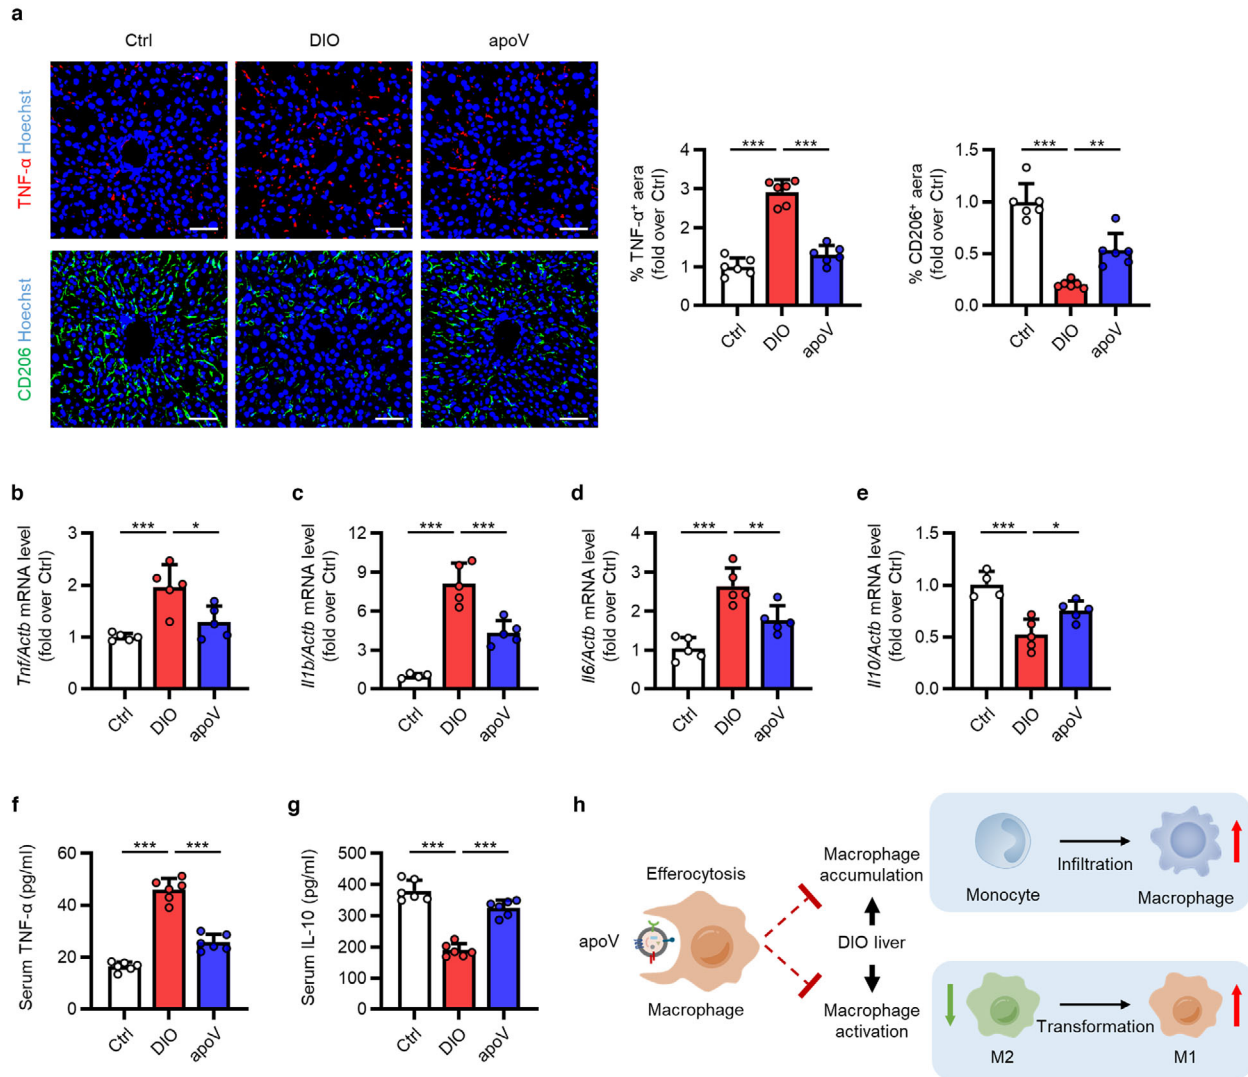 a
Ctrl DIO apoV
TNF-α Hoechst
CD206 Hoechst
% TNF-α⁺ aera
(fold over Ctrl)
4
3
2
1
0
*** ***
Ctrl DIO apoV
% CD206⁺ aera
(fold over Ctrl)
1.5
1.0
0.5
0.0
*** **
Ctrl DIO apoV
b
Tnf/Actb mRNA level
(fold over Ctrl)
3
2
1
0
*** *
Ctrl DIO apoV
c
Il1b/Actb mRNA level
(fold over Ctrl)
12
9
6
3
0
*** ***
Ctrl DIO apoV
d
Il6/Actb mRNA level
(fold over Ctrl)
4
3
2
1
0
*** **
Ctrl DIO apoV
e
Il10/Actb mRNA level
(fold over Ctrl)
1.5
1.0
0.5
0.0
*** *
Ctrl DIO apoV
f
Serum TNF-α (pg/ml)
60
40
20
0
*** ***
Ctrl DIO apoV
g
Serum IL-10 (pg/ml)
500
400
300
200
100
0
*** ***
Ctrl DIO apoV
h
Efferocytosis
apoV
Macrophage
Macrophage
accumulation
DIO liver
Macrophage
activation
Monocyte
Infiltration
Macrophage
M2
Transformation
M1